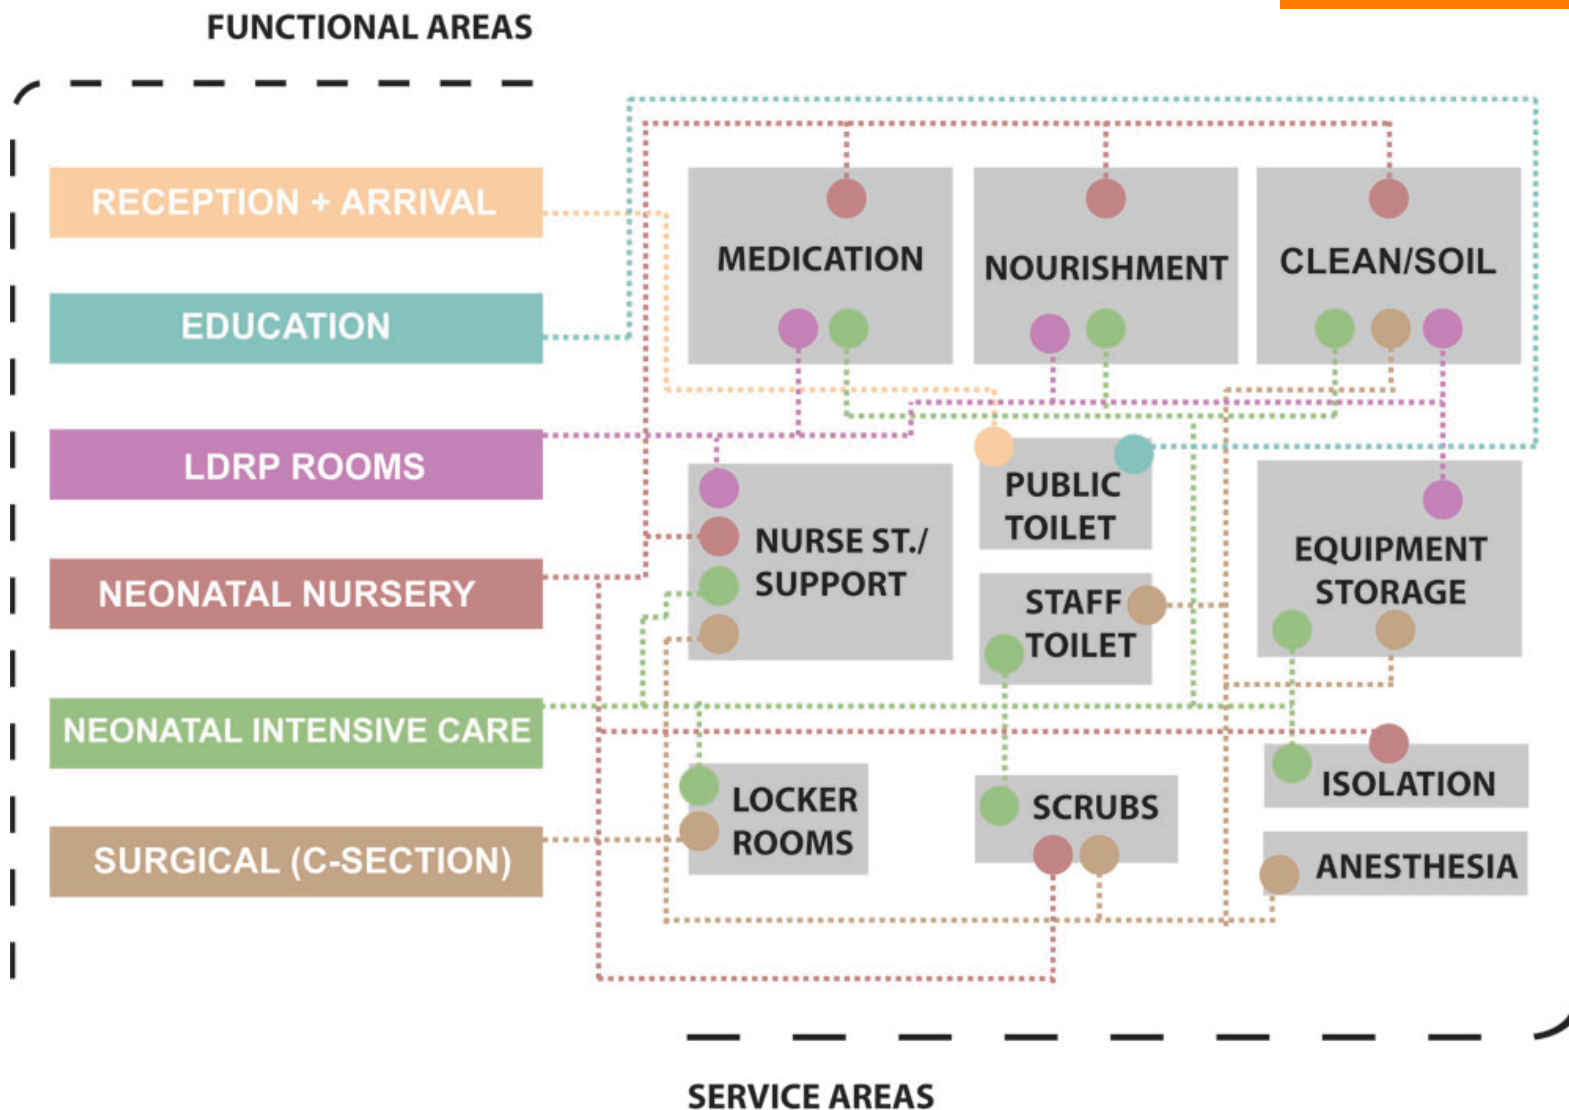 FUNCTIONAL AREAS
RECEPTION + ARRIVAL
EDUCATION
LDRP ROOMS
NEONATAL NURSERY
NEONATAL INTENSIVE CARE
SURGICAL (C-SECTION)
MEDICATION
NOURISHMENT
CLEAN/SOIL
NURSE ST./
SUPPORT
PUBLIC
TOILET
STAFF
TOILET
EQUIPMENT
STORAGE
LOCKER
ROOMS
SCRUBS
ISOLATION
ANESTHESIA
SERVICE AREAS